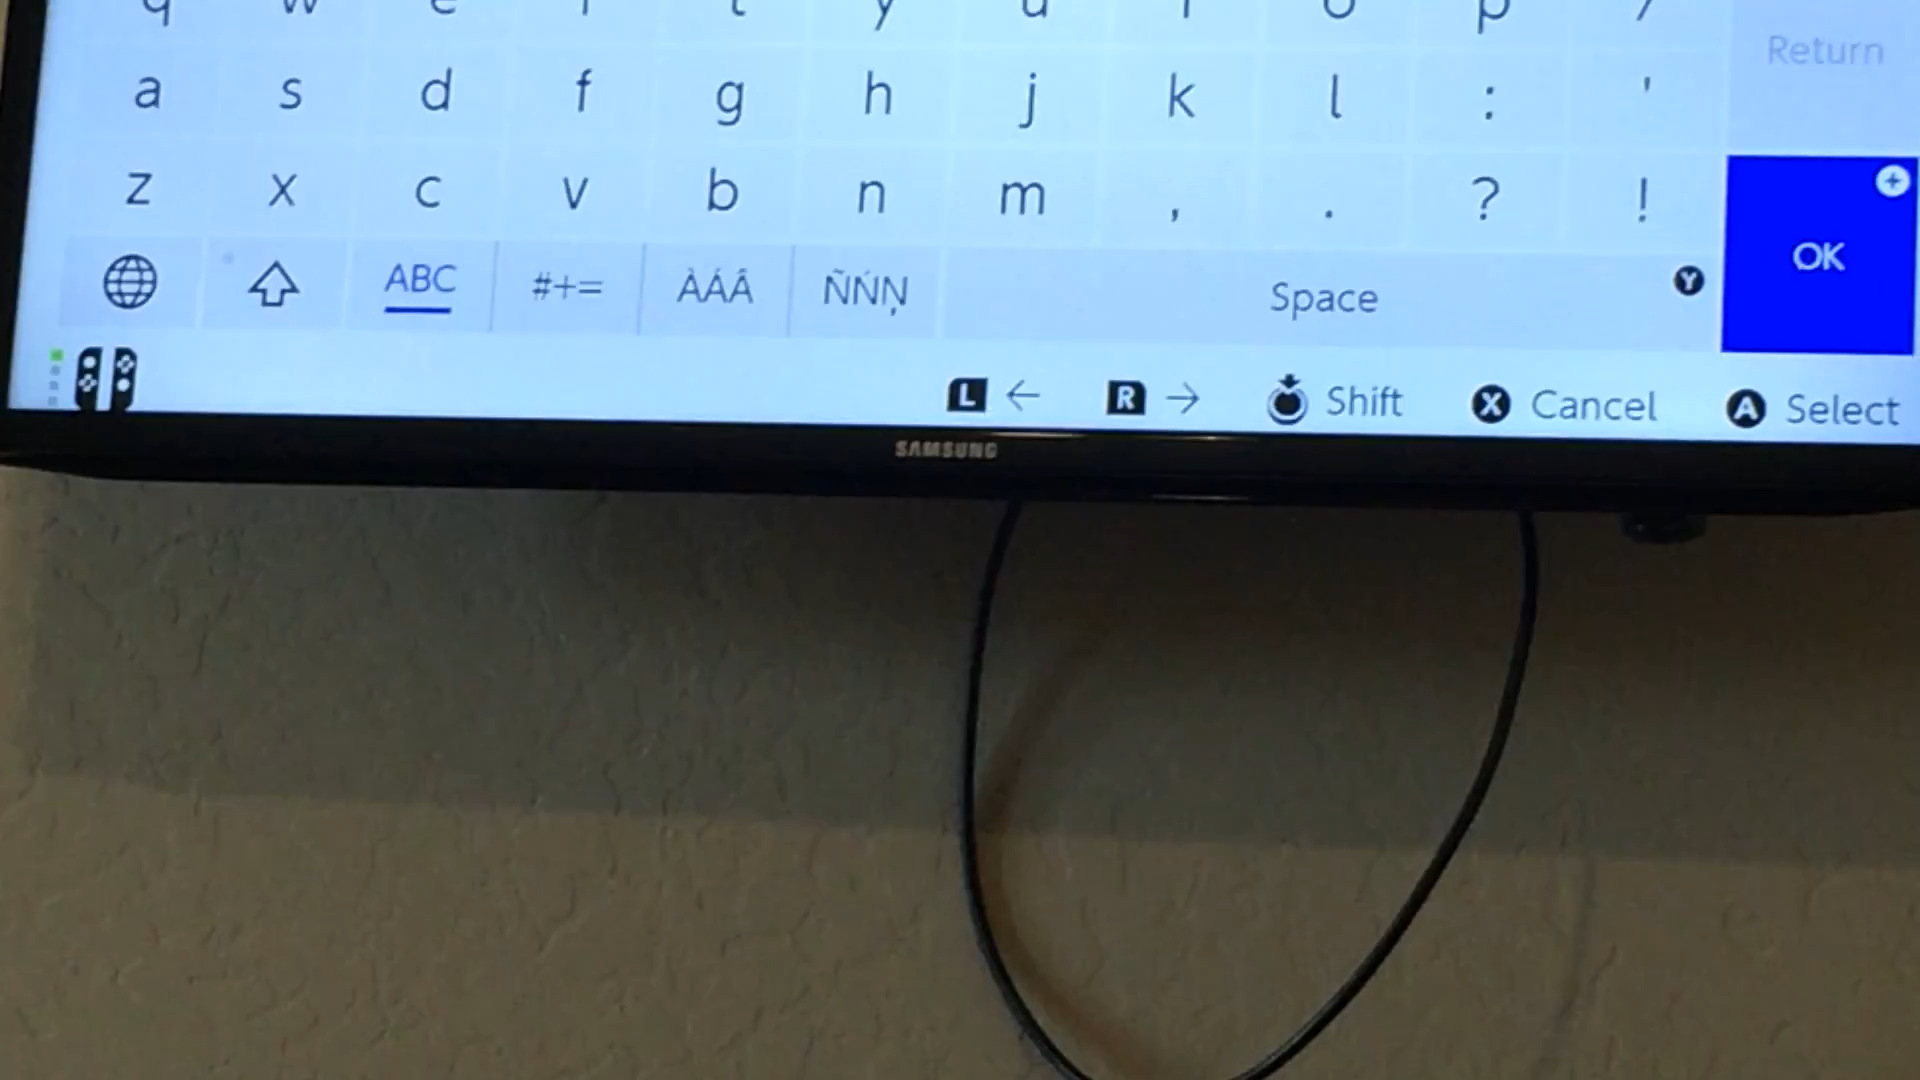 q w e r t y u i o p /
Return
a s d f g h j k l : '
z x c v b n m , . ? !
+
OK
ABC #+= ÀÁÂ ÑŃŅ Space Y
L ← R → Shift X Cancel A Select
SAMSUNG